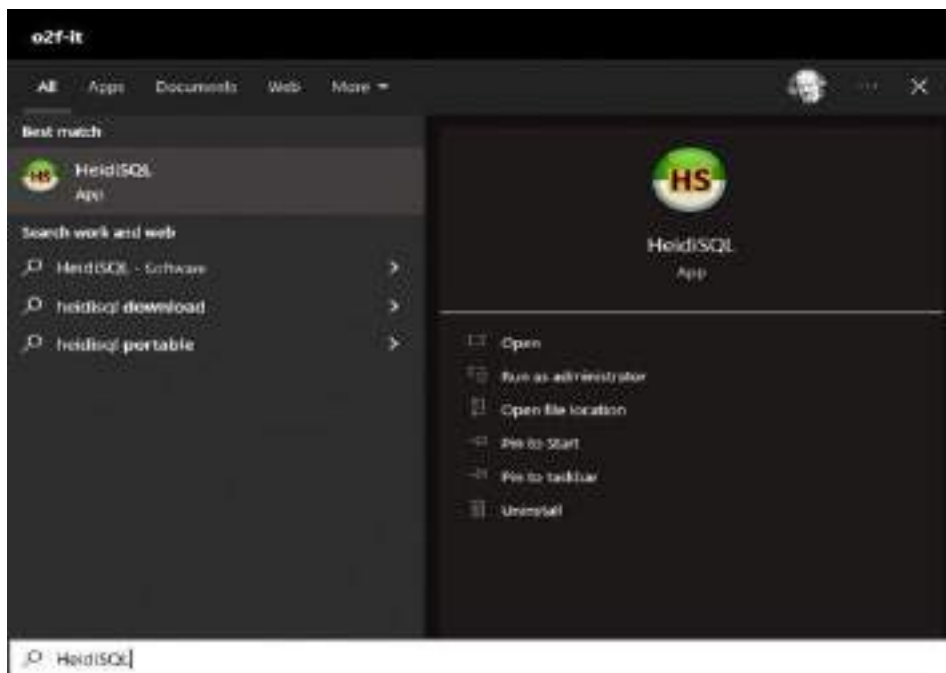 o2f-it
All Apps Documents Web More
Best match
HeidiSQL
App
Search work and web
HeidiSQL - Software
heidisql download
heidisql portable
HS
HeidiSQL
App
Open
Run as administrator
Open file location
Pin to Start
Pin to taskbar
Uninstall
HeidiSQL